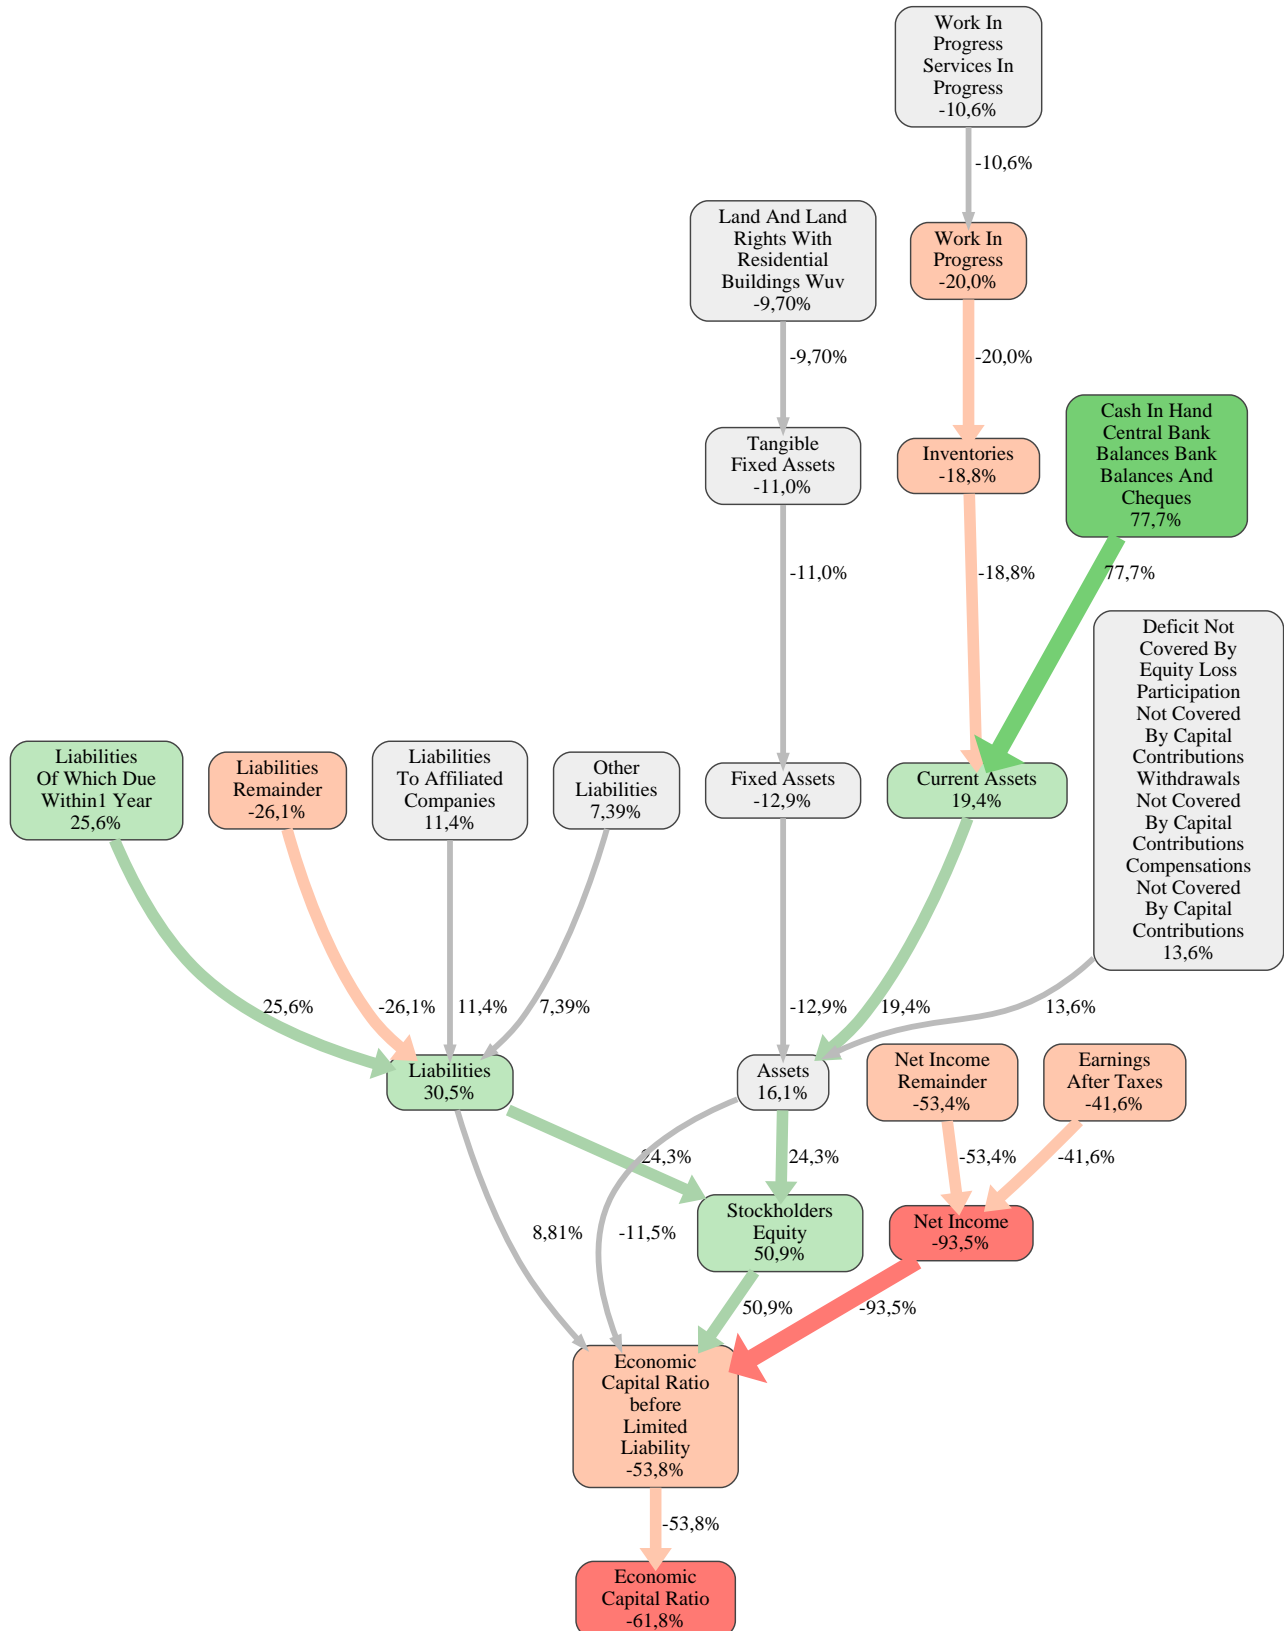 Work In
Progress
Services In
Progress
-10,6%
-10,6%
Land And Land
Rights With
Residential
Buildings Wuv
-9,70%
Work In
Progress
-20,0%
-9,70%
-20,0%
Cash In Hand
Central Bank
Balances Bank
Balances And
Cheques
77,7%
Tangible
Fixed Assets
-11,0%
Inventories
-18,8%
-11,0%
-18,8%
77,7%
Deficit Not
Covered By
Equity Loss
Participation
Not Covered
By Capital
Contributions
Withdrawals
Not Covered
By Capital
Contributions
Compensations
Not Covered
By Capital
Contributions
13,6%
Liabilities
Of Which Due
Within1 Year
25,6%
Liabilities
Remainder
-26,1%
Liabilities
To Affiliated
Companies
11,4%
Other
Liabilities
7,39%
Fixed Assets
-12,9%
Current Assets
19,4%
25,6%
-26,1%
11,4%
7,39%
-12,9%
19,4%
13,6%
Liabilities
30,5%
Assets
16,1%
Net Income
Remainder
-53,4%
Earnings
After Taxes
-41,6%
24,3%
24,3%
-53,4%
-41,6%
Stockholders
Equity
50,9%
Net Income
-93,5%
8,81%
-11,5%
50,9%
-93,5%
Economic
Capital Ratio
before
Limited
Liability
-53,8%
-53,8%
Economic
Capital Ratio
-61,8%